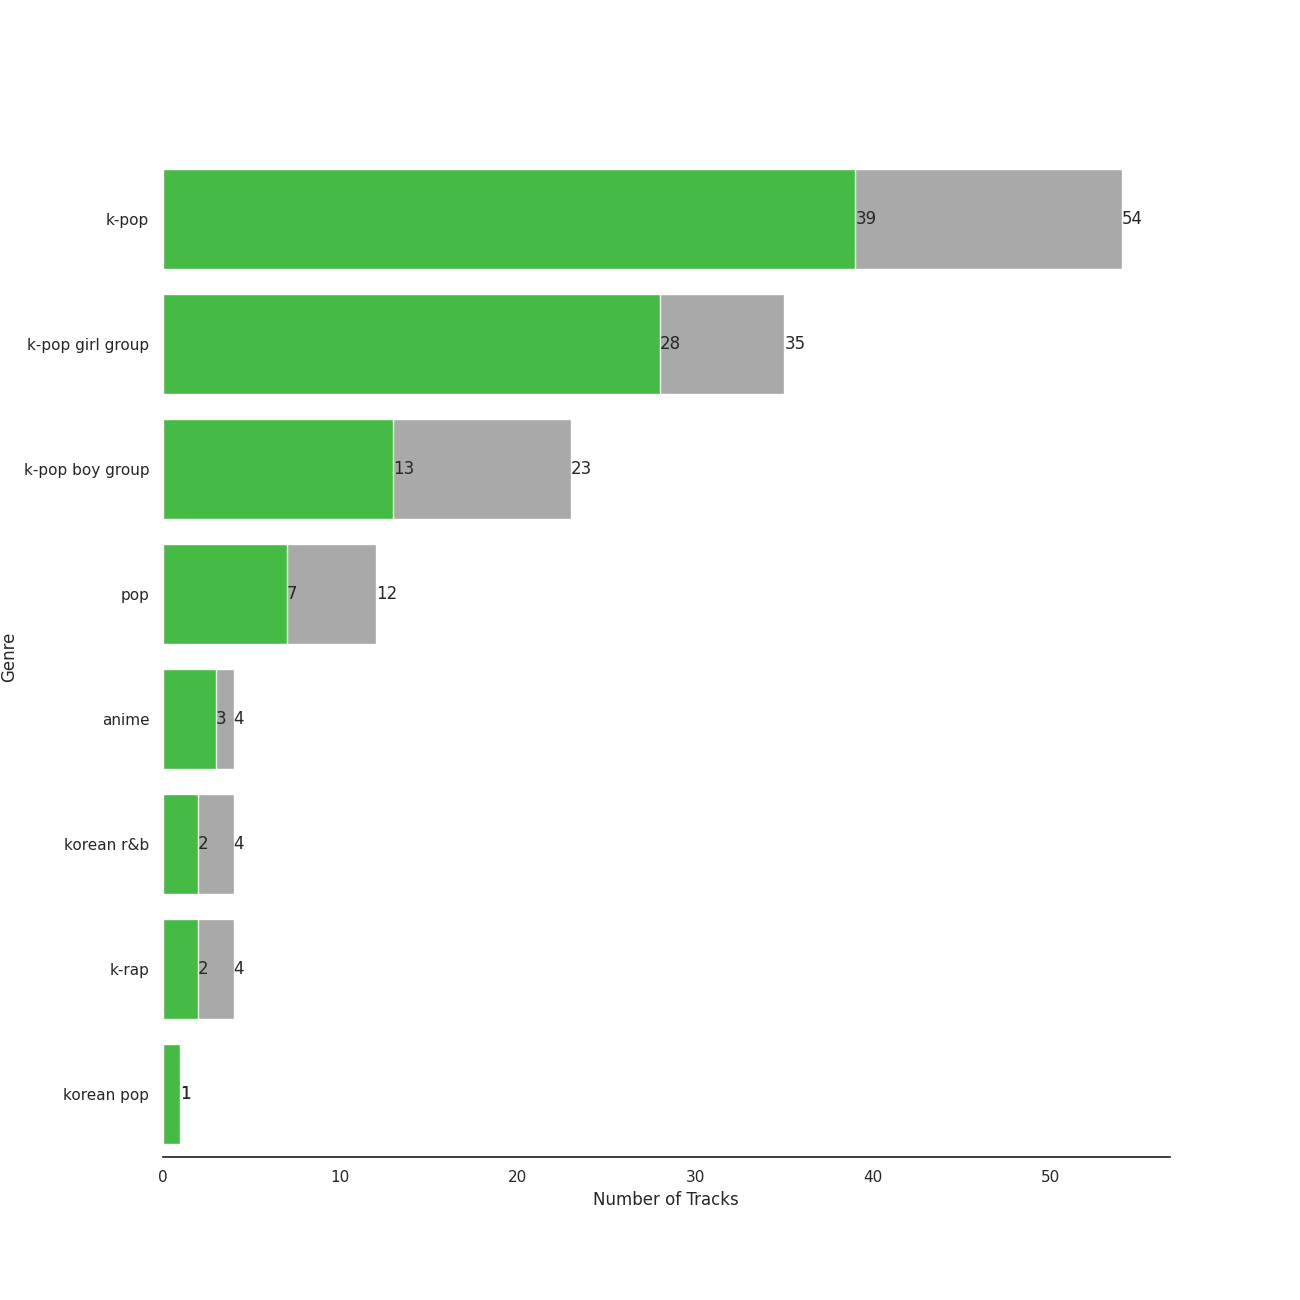 k-pop 39 54
k-pop girl group 28 35
k-pop boy group 13 23
pop 7 12
Genre
anime 3 4
korean r&b 2 4
k-rap 2 4
korean pop 1
0 10 20 30 40 50
Number of Tracks